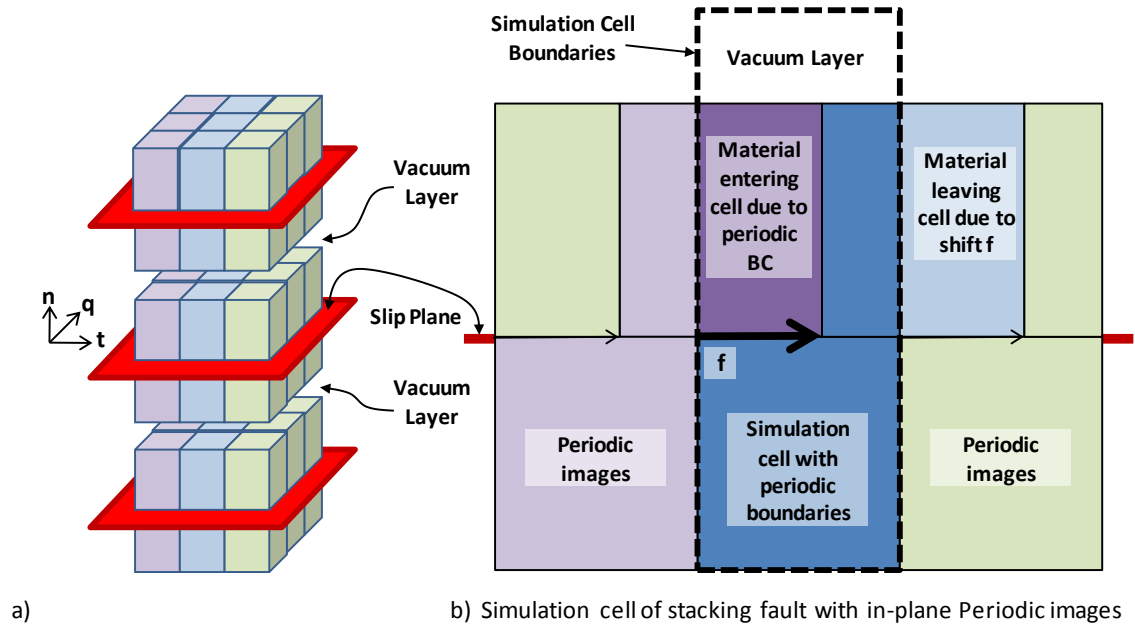 Simulation Cell
Boundaries
Vacuum Layer
Vacuum
Layer
n
q
t
Slip Plane
Vacuum
Layer
Material
entering
cell due to
periodic
BC
Material
leaving
cell due to
shift f
f
Periodic
images
Simulation
cell with
periodic
boundaries
Periodic
images
a)
b) Simulation cell of stacking fault with in-plane Periodic images